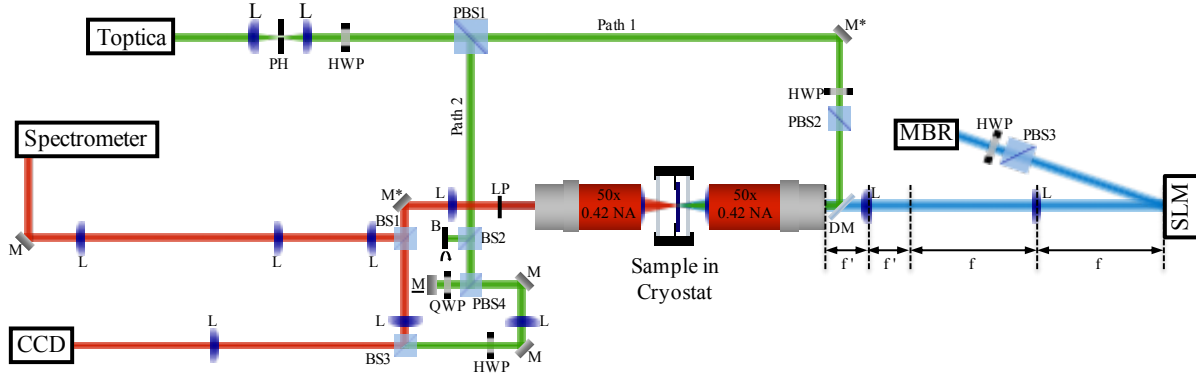 L
L
PBS1
Path 1
M*
Toptica
PH
HWP
HWP
PBS2
MBR
HWP
PBS3
Path 2
Spectrometer
M*
L
LP
50x
0.42 NA
50x
0.42 NA
L
L
SLM
BS1
B
BS2
DM
M
L
L
L
f'
f'
f
f
Sample in
Cryostat
M
QWP
PBS4
M
L
L
L
CCD
BS3
HWP
M